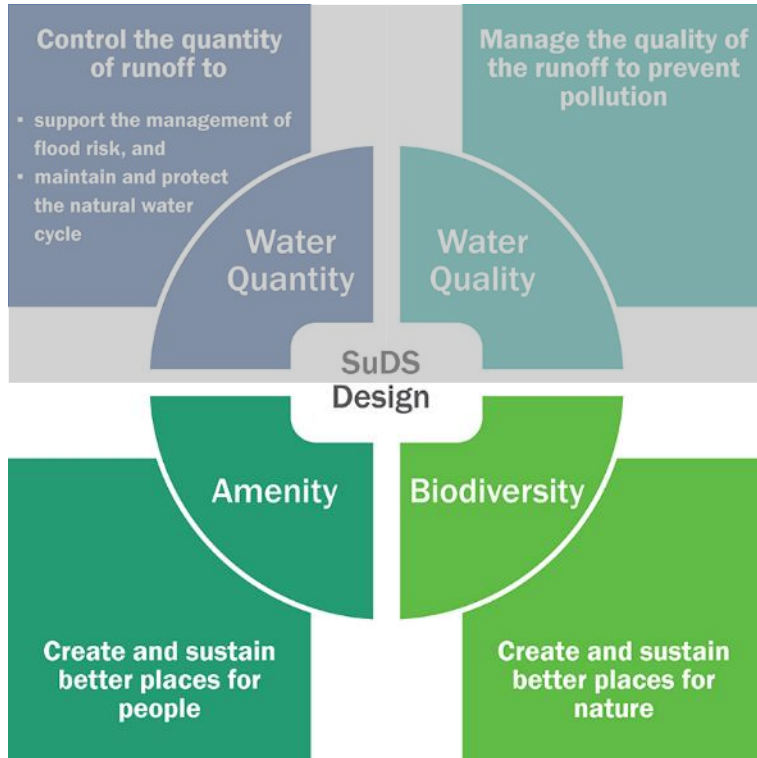 Control the quantity
of runoff to
▪ support the management of
flood risk, and
▪ maintain and protect
the natural water
cycle
Manage the quality of
the runoff to prevent
pollution
Water
Quantity
Water
Quality
SuDS
Design
Amenity
Biodiversity
Create and sustain
better places for
people
Create and sustain
better places for
nature